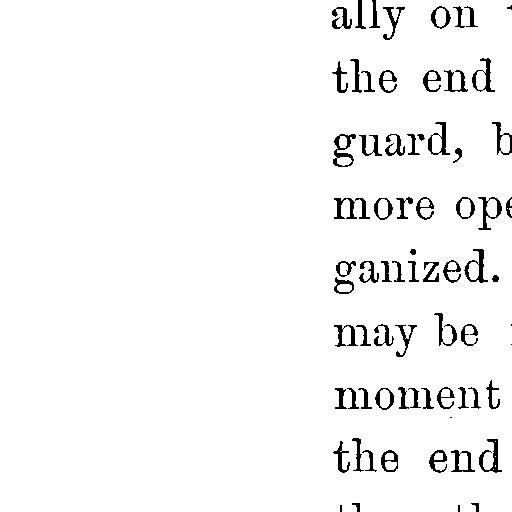 ally on
the end
guard,
more
ganized.
may be
moment
the end